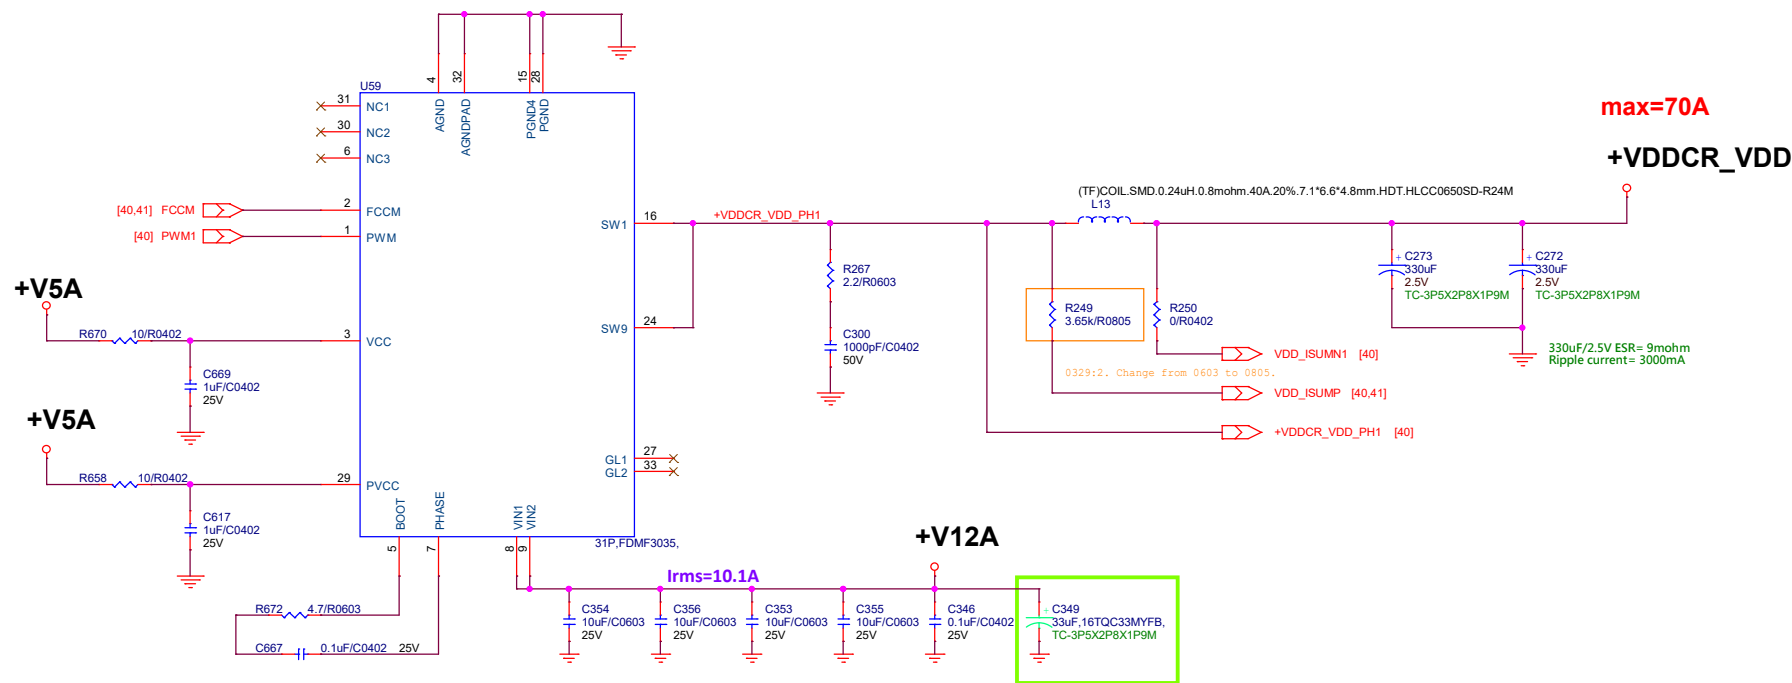 4
32
15
28
U59
AGND
AGNDPAD
PGND4
PGND
31
NC1
30
NC2
6
NC3
[40,41] FCCM
2
FCCM
[40] PWM1
1
PWM
max=70A
+VDDCR_VDD
(TF)COIL.SMD.0.24uH.0.8mohm.40A.20%.7.1*6.6*4.8mm.HDT.HLCC0650SD-R24M
L13
SW1
16
+VDDCR_VDD_PH1
R267
2.2/R0603
C273
+
330uF
2.5V
TC-3P5X2P8X1P9M
C272
+
330uF
2.5V
TC-3P5X2P8X1P9M
R249
3.65k/R0805
R250
0/R0402
SW9
24
C300
1000pF/C0402
50V
VDD_ISUMN1 [40]
330uF/2.5V ESR= 9mohm
Ripple current= 3000mA
0329:2. Change from 0603 to 0805.
VDD_ISUMP [40,41]
+VDDCR_VDD_PH1 [40]
+V5A
R670
10/R0402
3
VCC
C669
1uF/C0402
25V
+V5A
R658
10/R0402
29
PVCC
C617
1uF/C0402
25V
GL1
27
GL2
33
BOOT
PHASE
VIN1
VIN2
5
7
8
9
31P,FDMF3035,
+V12A
Irms=10.1A
R672
4.7/R0603
C667
0.1uF/C0402
25V
C354
10uF/C0603
25V
C356
10uF/C0603
25V
C353
10uF/C0603
25V
C355
10uF/C0603
25V
C346
0.1uF/C0402
25V
+
C349
33uF,16TQC33MYFB,
TC-3P5X2P8X1P9M